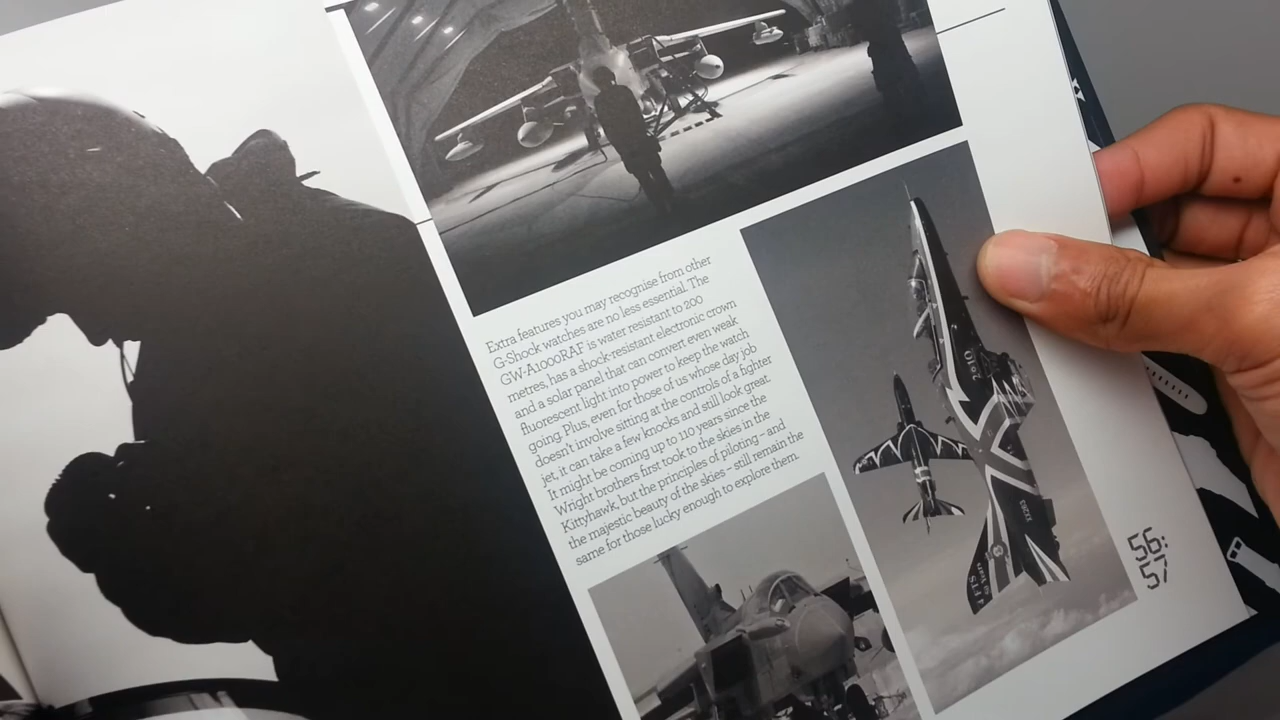 Extra features you may recognise from other
G-Shock watches are no less essential. The
GW-A1000RAF is water resistant to 200
metres, has a shock-resistant electronic crown
and a solar panel that can convert even weak
fluorescent light into power to keep the watch
going. Plus, even for those of us whose day job
doesn't involve sitting at the controls of a fighter
jet, it can take a few knocks and still look great.
It might be coming up to 110 years since the
Wright brothers first took to the skies in the
Kittyhawk, but the principles of piloting – and
the majestic beauty of the skies – still remain the
same for those lucky enough to explore them.
2010
4 FTS
56:
57